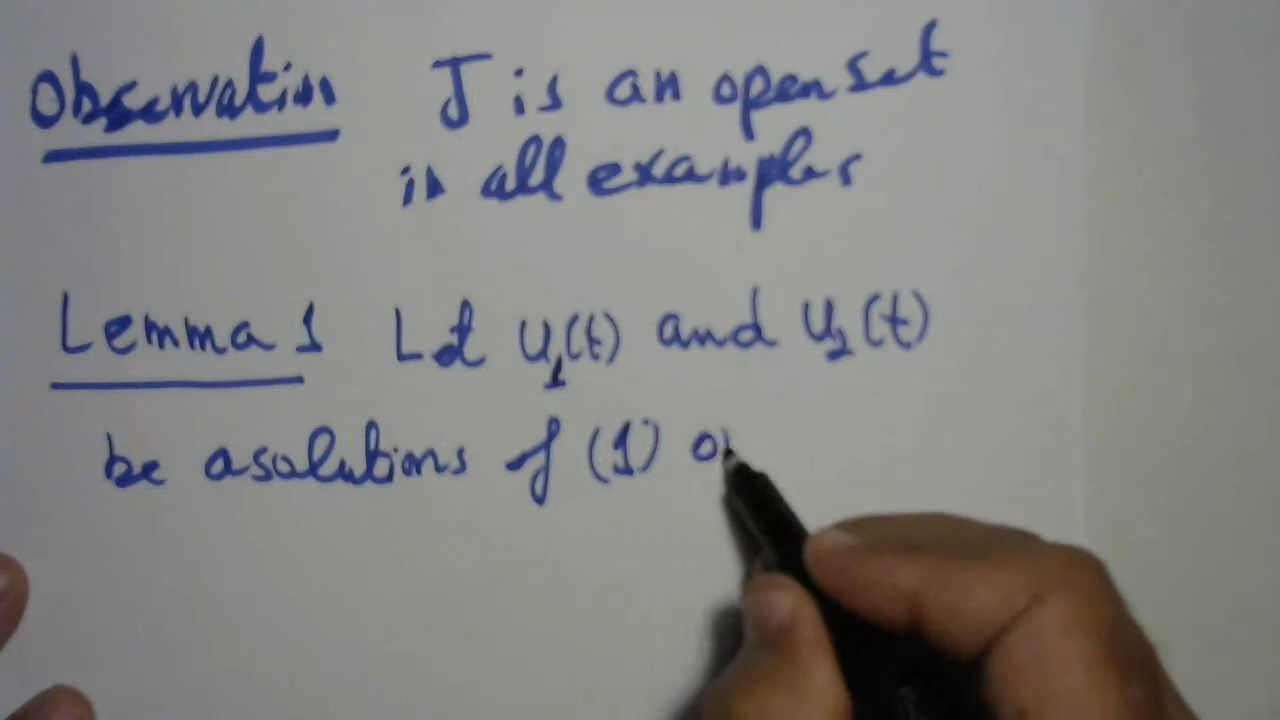 Observation J is an open set
in all examples
Lemma 1 Let u₁(t) and u₂(t)
be a solutions of (1) o